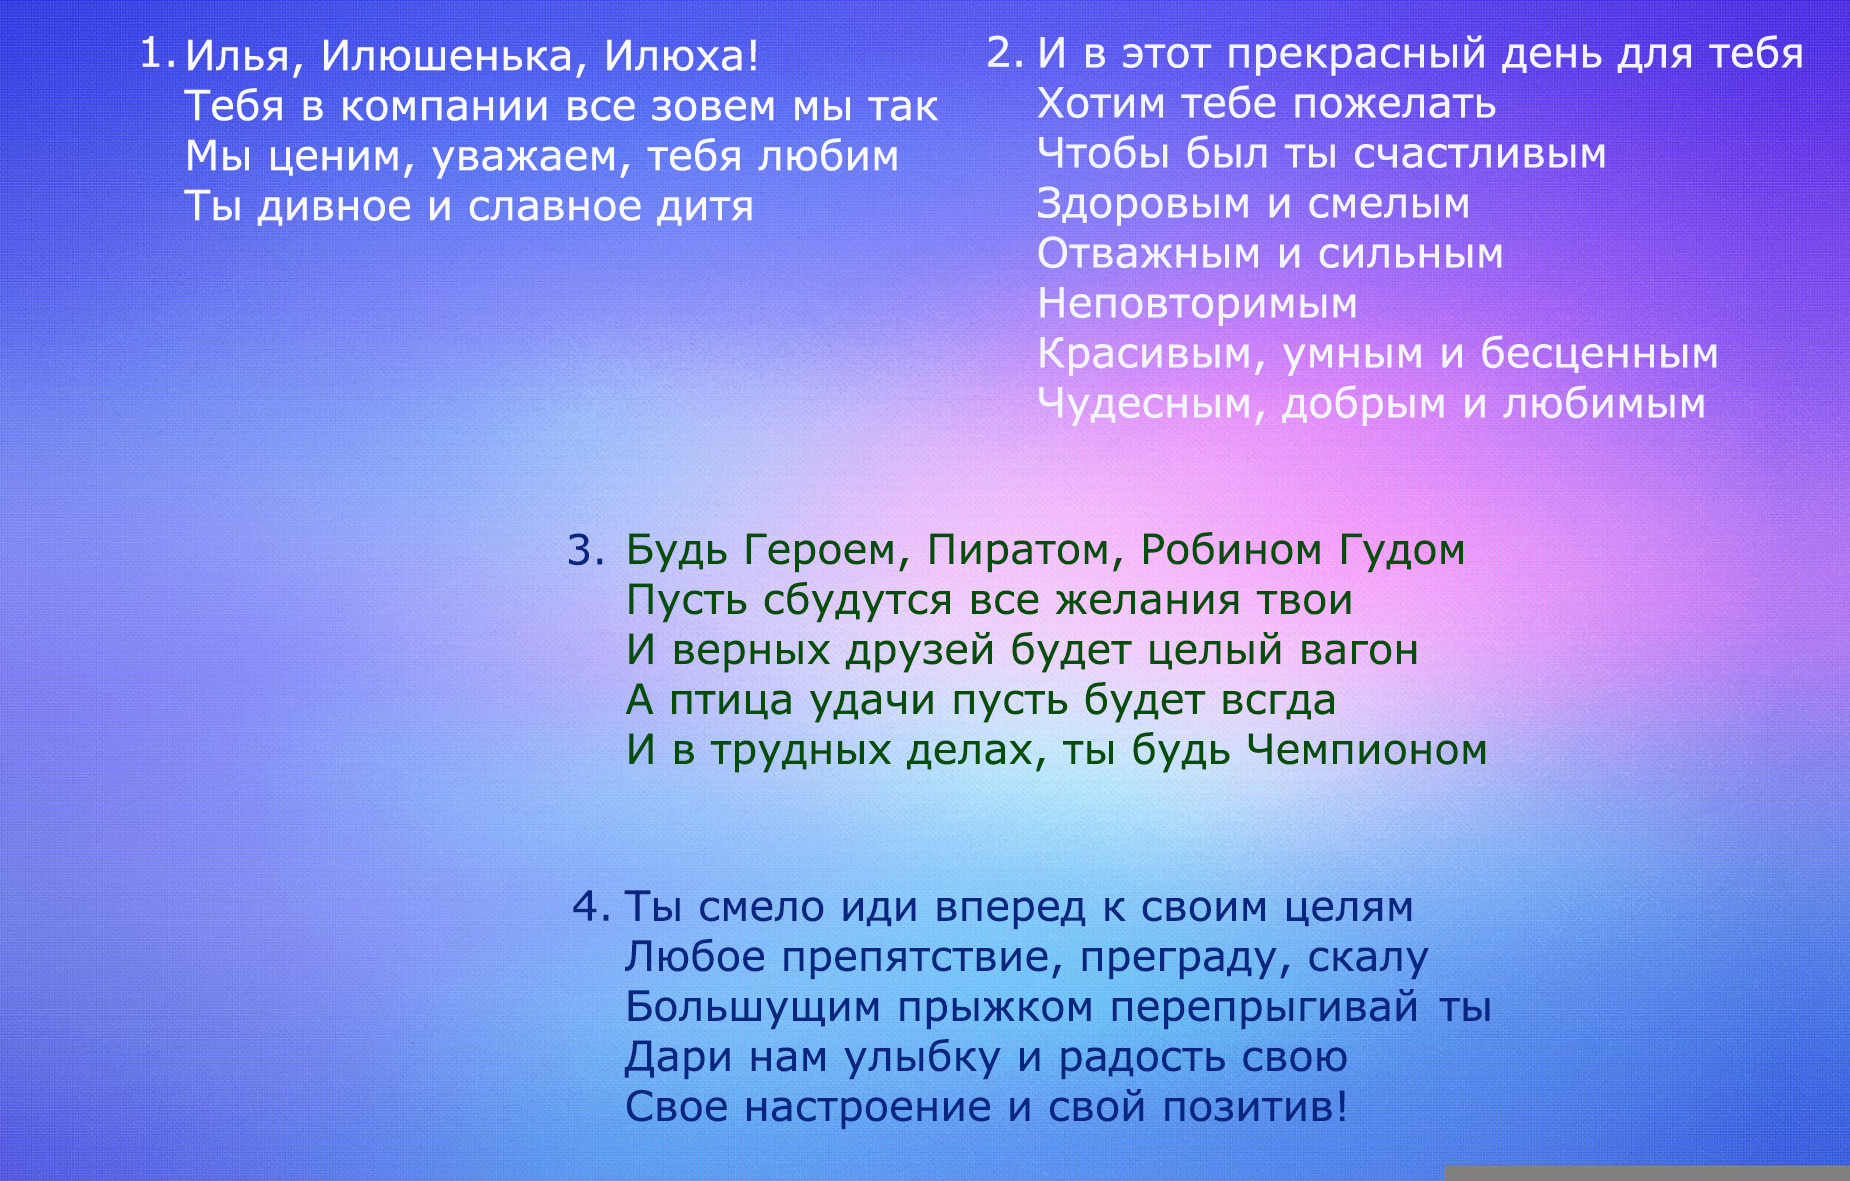 1. Илья, Илюшенька, Илюха!
Тебя в компании все зовем мы так
Мы ценим, уважаем, тебя любим
Ты дивное и славное дитя
2. И в этот прекрасный день для тебя
Хотим тебе пожелать
Чтобы был ты счастливым
Здоровым и смелым
Отважным и сильным
Неповторимым
Красивым, умным и бесценным
Чудесным, добрым и любимым
3. Будь Героем, Пиратом, Робином Гудом
Пусть сбудутся все желания твои
И верных друзей будет целый вагон
А птица удачи пусть будет всгда
И в трудных делах, ты будь Чемпионом
4. Ты смело иди вперед к своим целям
Любое препятствие, преграду, скалу
Большущим прыжком перепрыгивай ты
Дари нам улыбку и радость свою
Свое настроение и свой позитив!